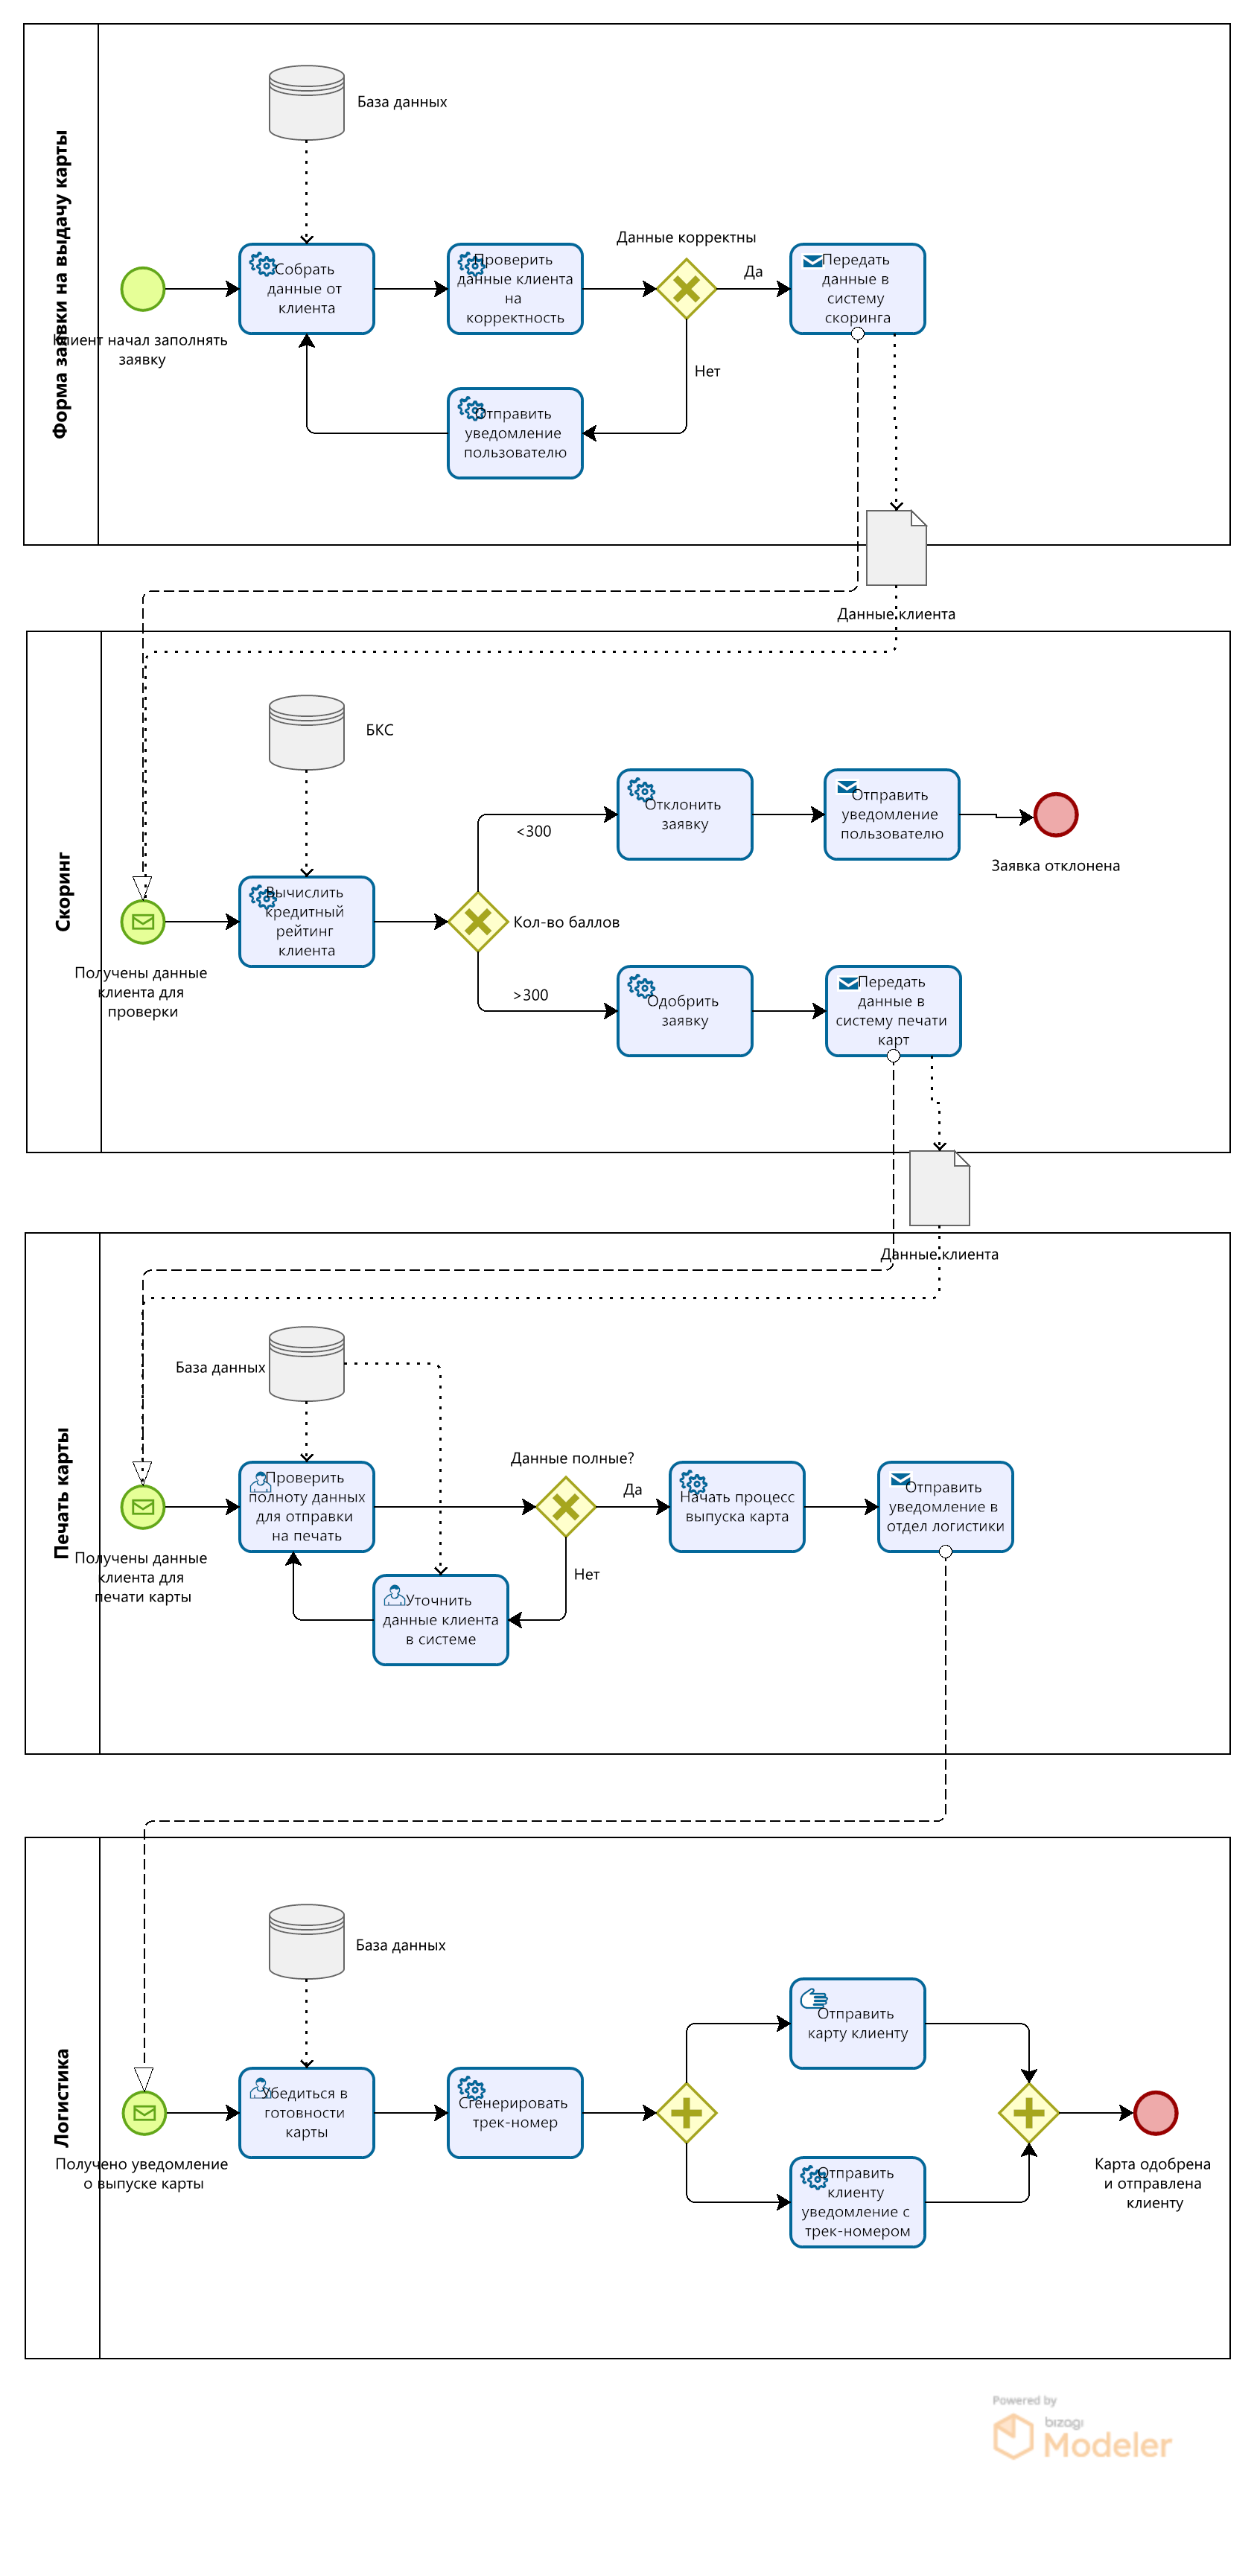 Форма заявки на выдачу карты
База данных
Клиент начал заполнять
заявку
Собрать
данные от
клиента
Проверить
данные клиента
на
корректность
Данные корректны
Да
Нет
Передать
данные в
систему
скоринга
Отправить
уведомление
пользователю
Данные клиента
Скоринг
БКС
Получены данные
клиента для
проверки
Вычислить
кредитный
рейтинг
клиента
Кол-во баллов
<300
>300
Отклонить
заявку
Отправить
уведомление
пользователю
Заявка отклонена
Одобрить
заявку
Передать
данные в
систему печати
карт
Данные клиента
Печать карты
База данных
Получены данные
клиента для
печати карты
Проверить
полноту данных
для отправки
на печать
Данные полные?
Да
Нет
Уточнить
данные клиента
в системе
Начать процесс
выпуска карта
Отправить
уведомление в
отдел логистики
Логистика
База данных
Получено уведомление
о выпуске карты
Убедиться в
готовности
карты
Сгенерировать
трек-номер
Отправить
карту клиенту
Отправить
клиенту
уведомление с
трек-номером
Карта одобрена
и отправлена
клиенту
Powered by
bizagi
Modeler